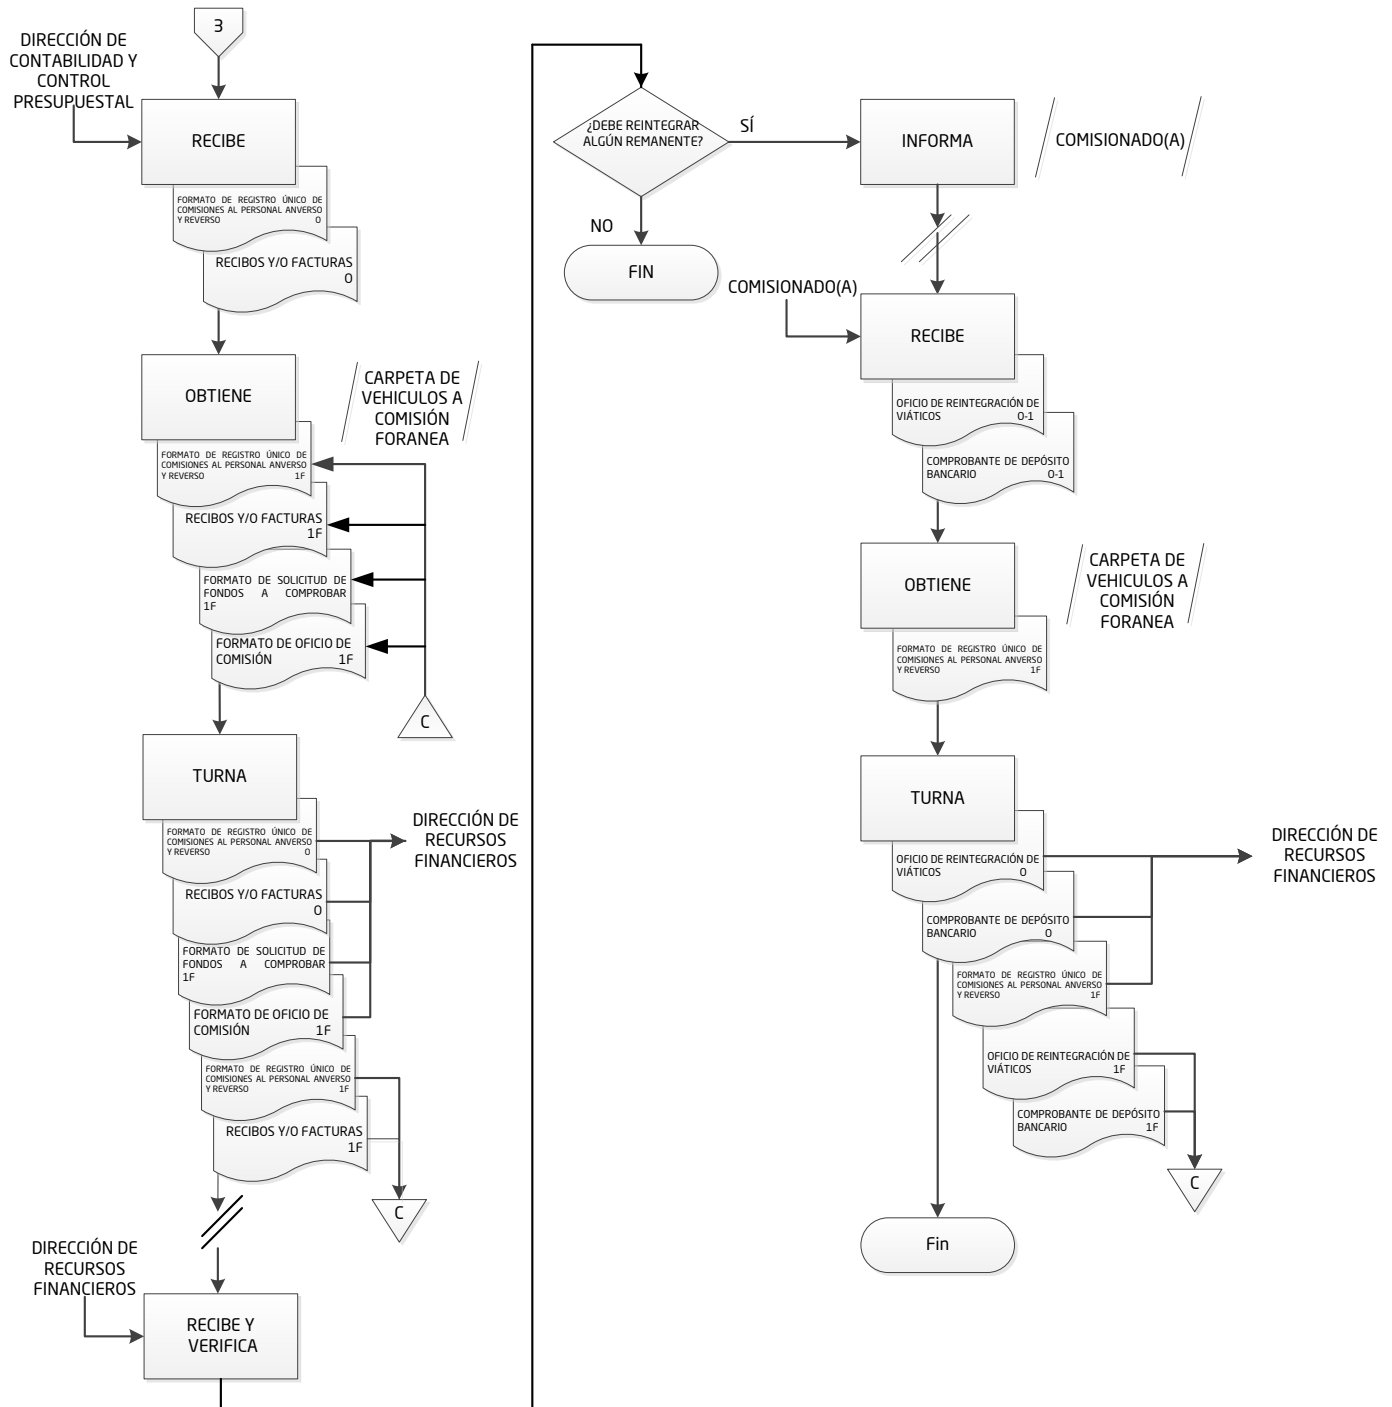 3
DIRECCIÓN DE
CONTABILIDAD Y
CONTROL
PRESUPUESTAL
RECIBE
FORMATO DE REGISTRO ÚNICO DE
COMISIONES AL PERSONAL ANVERSO
Y REVERSO 0
RECIBOS Y/O FACTURAS
0
OBTIENE
CARPETA DE
VEHICULOS A
COMISIÓN
FORANEA
FORMATO DE REGISTRO ÚNICO DE
COMISIONES AL PERSONAL ANVERSO
Y REVERSO 1F
RECIBOS Y/O FACTURAS
1F
FORMATO DE SOLICITUD DE
FONDOS A COMPROBAR
1F
FORMATO DE OFICIO DE
COMISIÓN 1F
C
TURNA
FORMATO DE REGISTRO ÚNICO DE
COMISIONES AL PERSONAL ANVERSO
Y REVERSO 0
DIRECCIÓN DE
RECURSOS
FINANCIEROS
RECIBOS Y/O FACTURAS
0
FORMATO DE SOLICITUD DE
FONDOS A COMPROBAR
1F
FORMATO DE OFICIO DE
COMISIÓN 1F
FORMATO DE REGISTRO ÚNICO DE
COMISIONES AL PERSONAL ANVERSO
Y REVERSO 1F
RECIBOS Y/O FACTURAS
1F
C
DIRECCIÓN DE
RECURSOS
FINANCIEROS
RECIBE Y
VERIFICA
¿DEBE REINTEGRAR
ALGÚN REMANENTE?
SÍ
NO
FIN
INFORMA
COMISIONADO(A)
COMISIONADO(A)
RECIBE
OFICIO DE REINTEGRACIÓN DE
VIÁTICOS 0-1
COMPROBANTE DE DEPÓSITO
BANCARIO 0-1
OBTIENE
CARPETA DE
VEHICULOS A
COMISIÓN
FORANEA
FORMATO DE REGISTRO ÚNICO DE
COMISIONES AL PERSONAL ANVERSO
Y REVERSO 1F
TURNA
OFICIO DE REINTEGRACIÓN DE
VIÁTICOS 0
DIRECCIÓN DE
RECURSOS
FINANCIEROS
COMPROBANTE DE DEPÓSITO
BANCARIO 0
FORMATO DE REGISTRO ÚNICO DE
COMISIONES AL PERSONAL ANVERSO
Y REVERSO 1F
OFICIO DE REINTEGRACIÓN DE
VIÁTICOS 1F
COMPROBANTE DE DEPÓSITO
BANCARIO 1F
C
Fin